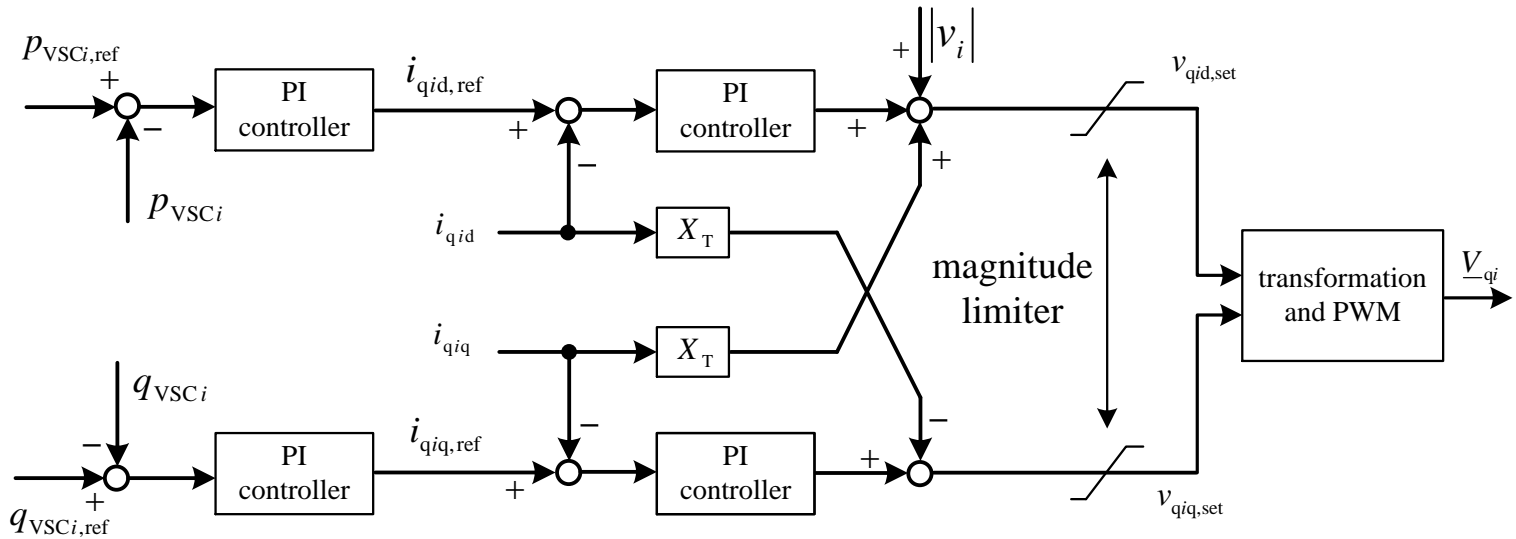 p_VSCi,ref
+
−
p_VSCi
PI
controller
i_qid,ref
+
−
PI
controller
+
+
|v_i|
+
v_qid,set
i_qid
X_T
i_qiq
X_T
magnitude
limiter
transformation
and PWM
V_qi
q_VSCi
−
+
q_VSCi,ref
PI
controller
i_qiq,ref
−
+
PI
controller
+
−
v_qiq,set